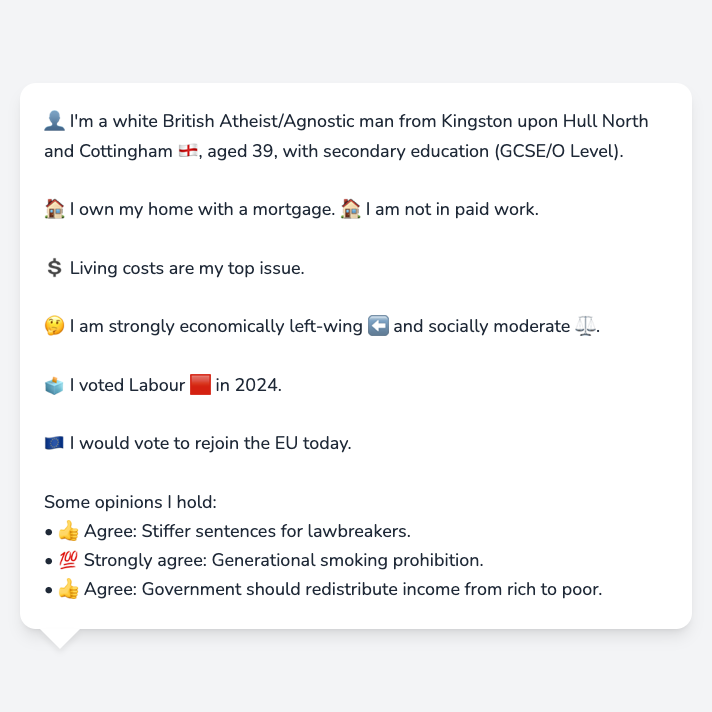 👤 I'm a white British Atheist/Agnostic man from Kingston upon Hull North
and Cottingham 🏴󠁧󠁢󠁥󠁮󠁧󠁿, aged 39, with secondary education (GCSE/O Level).
🏠 I own my home with a mortgage. 🏠 I am not in paid work.
💲 Living costs are my top issue.
🤔 I am strongly economically left-wing ⬅️ and socially moderate ⚖️.
🗳️ I voted Labour 🟥 in 2024.
🇪🇺 I would vote to rejoin the EU today.
Some opinions I hold:
• 👍 Agree: Stiffer sentences for lawbreakers.
• 💯 Strongly agree: Generational smoking prohibition.
• 👍 Agree: Government should redistribute income from rich to poor.